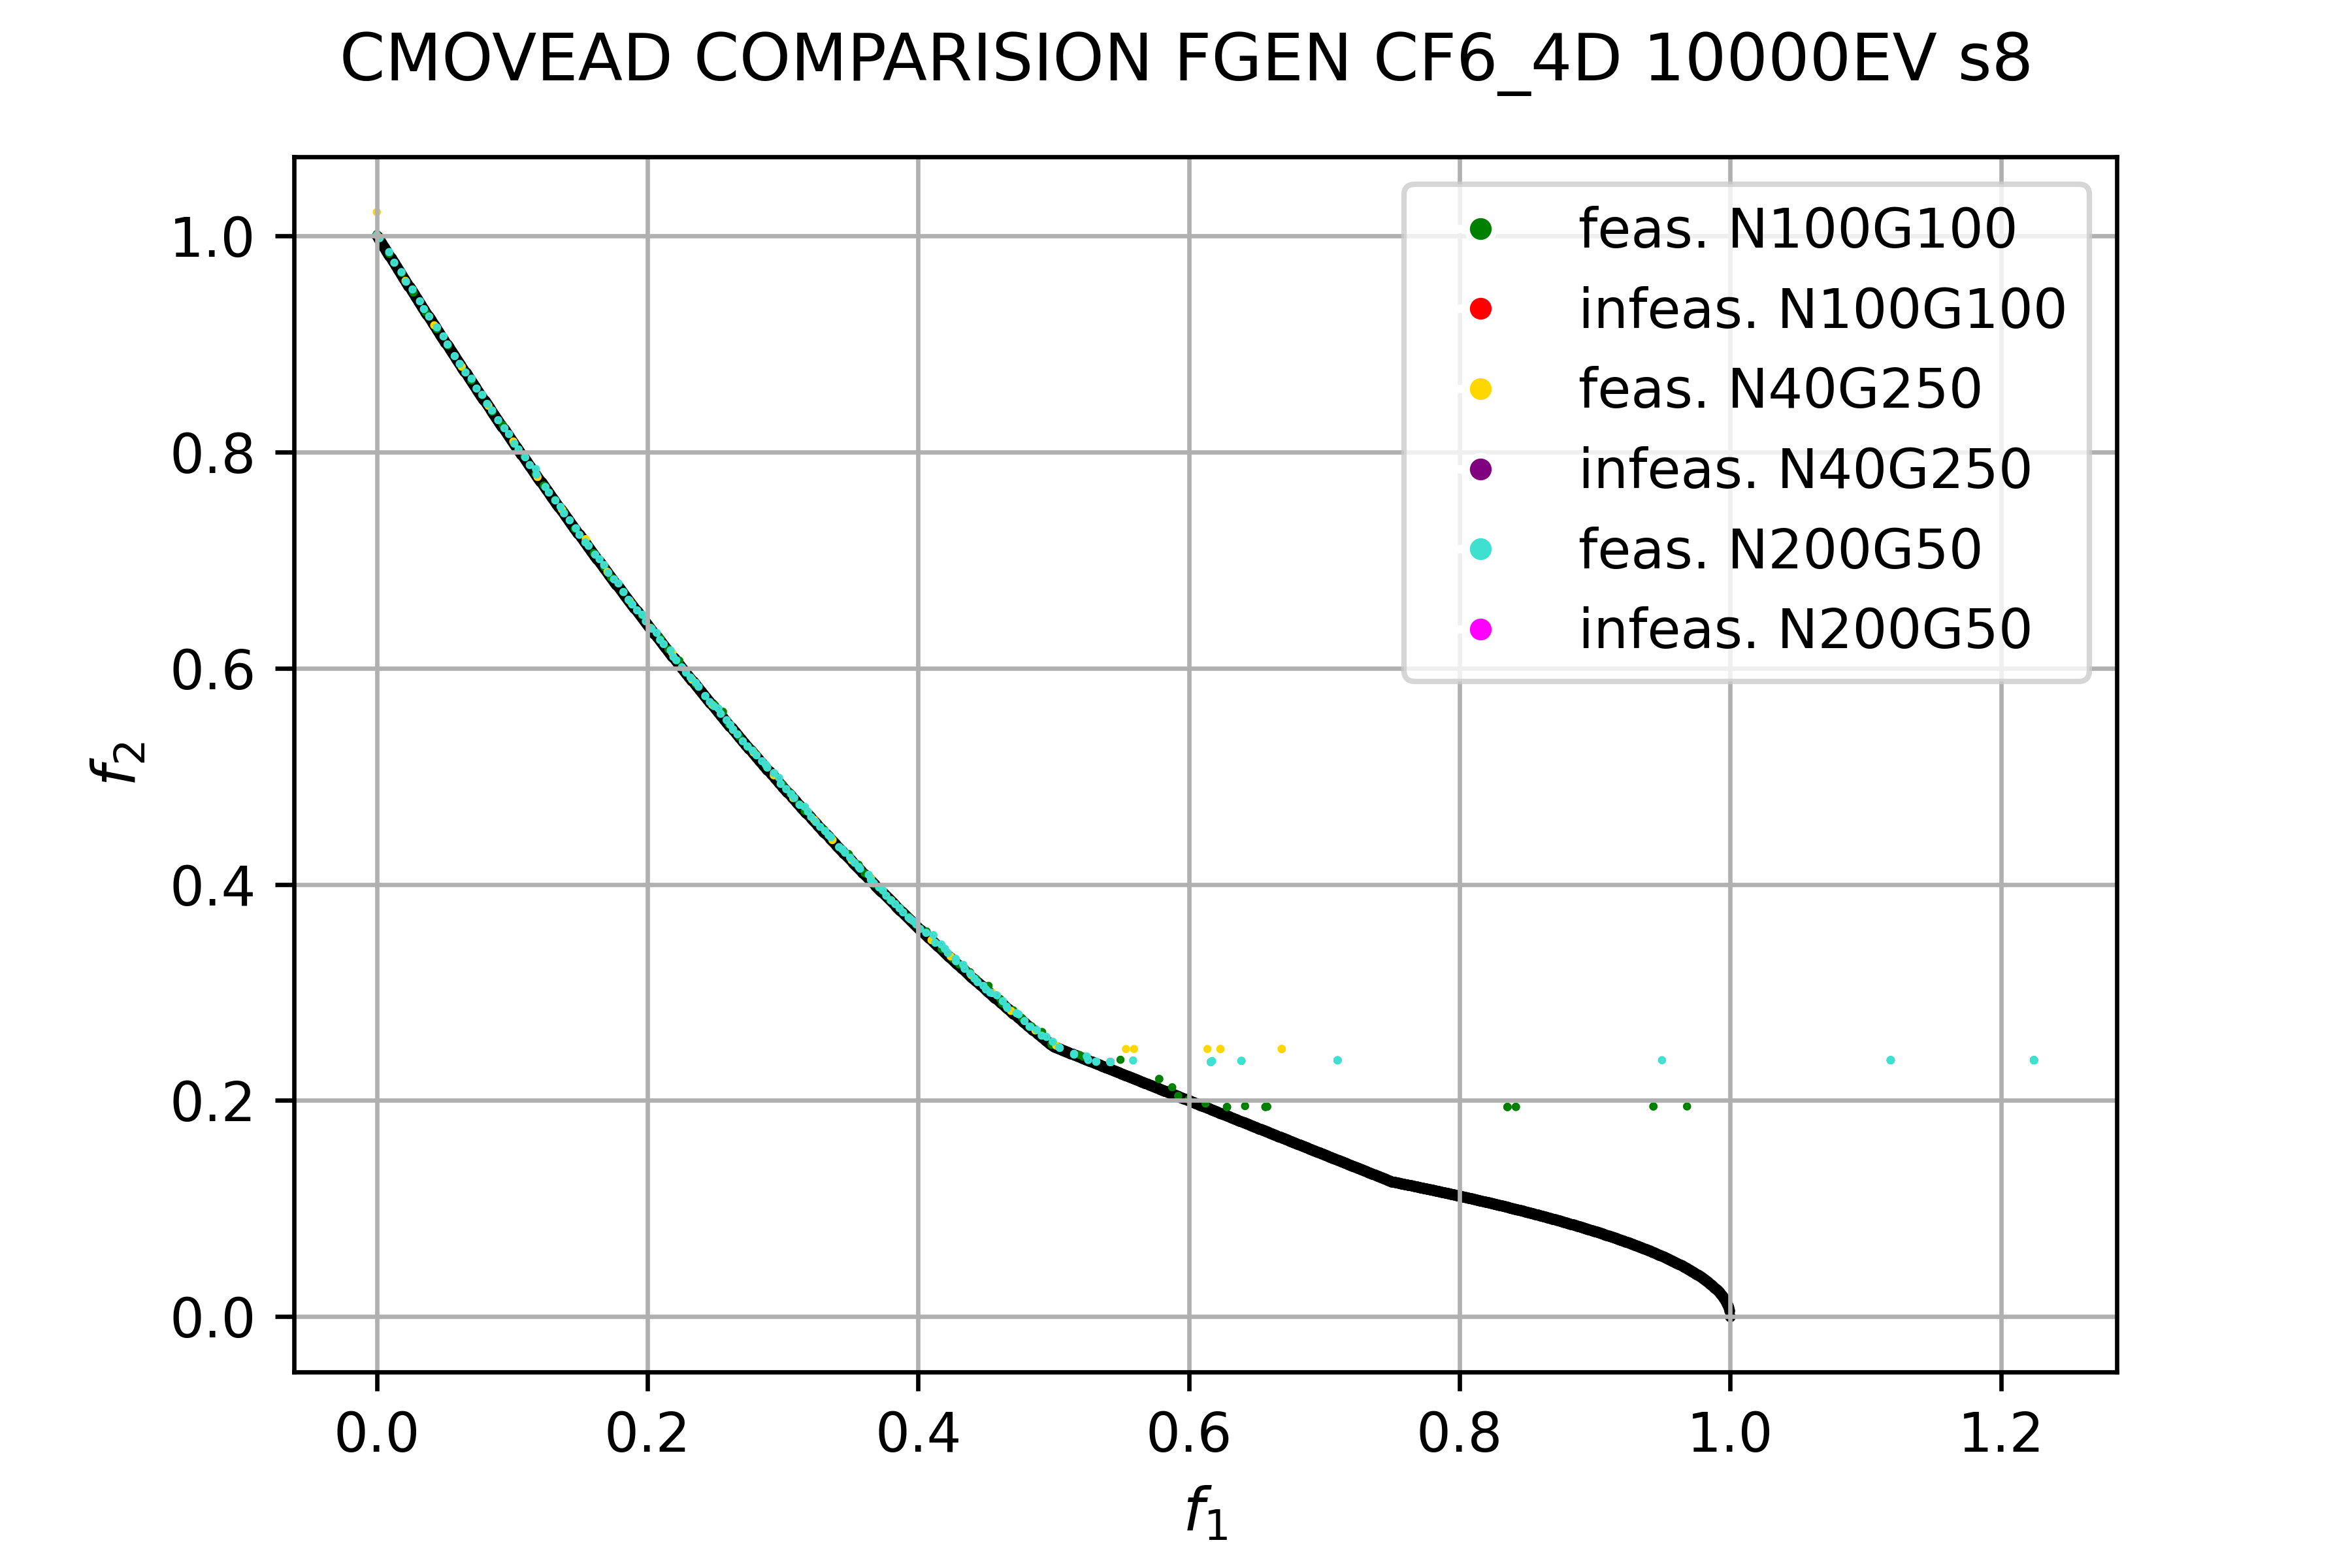 CMOVEAD COMPARISION FGEN CF6_4D 10000EV s8
feas. N100G100
infeas. N100G100
feas. N40G250
infeas. N40G250
feas. N200G50
infeas. N200G50
1.0
0.8
0.6
0.4
0.2
0.0
f2
0.0 0.2 0.4 0.6 0.8 1.0 1.2
f1